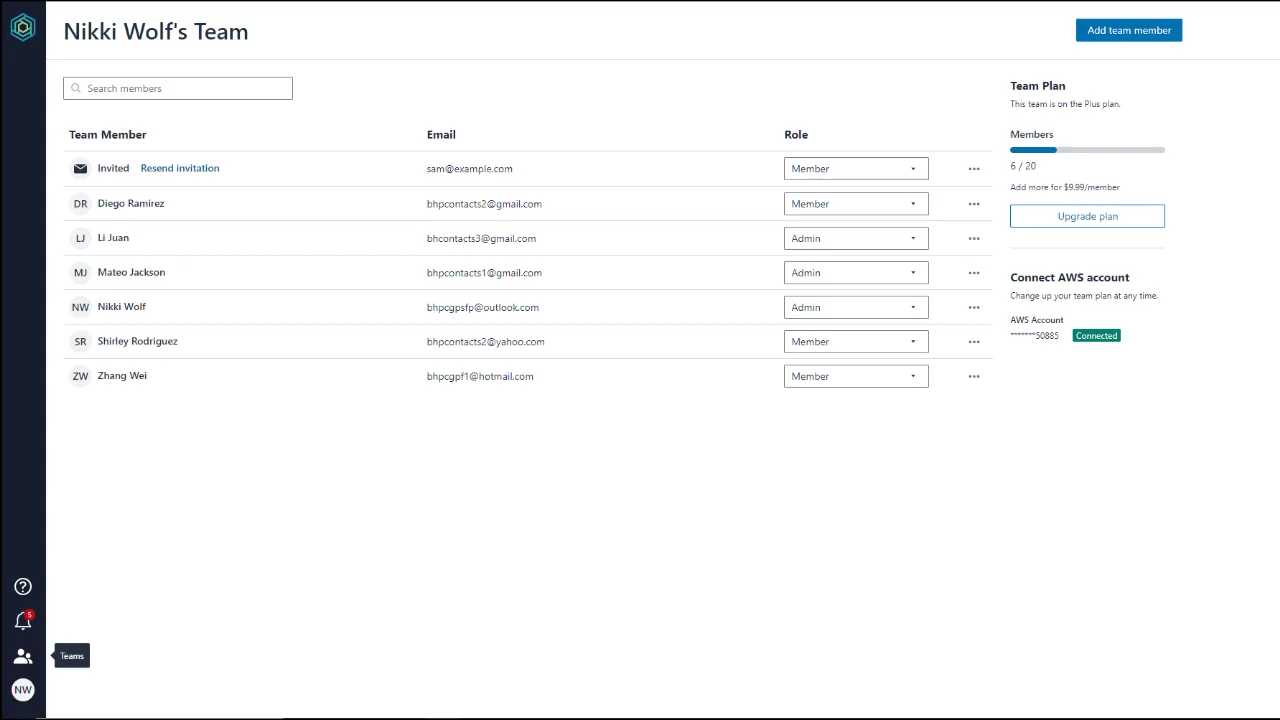 Nikki Wolf's Team
Add team member
Search members
Team Member Email Role
Invited Resend invitation sam@example.com Member
DR Diego Ramirez bhpcontacts2@gmail.com Member
LJ Li Juan bhcontacts3@gmail.com Admin
MJ Mateo Jackson bhpcontacts1@gmail.com Admin
NW Nikki Wolf bhpcgpsfp@outlook.com Admin
SR Shirley Rodriguez bhpcontacts2@yahoo.com Member
ZW Zhang Wei bhpcgpf1@hotmail.com Member
Team Plan
This team is on the Plus plan.
Members
6 / 20
Add more for $9.99/member
Upgrade plan
Connect AWS account
Change up your team plan at any time.
AWS Account
*******50885 Connected
5
Teams
NW